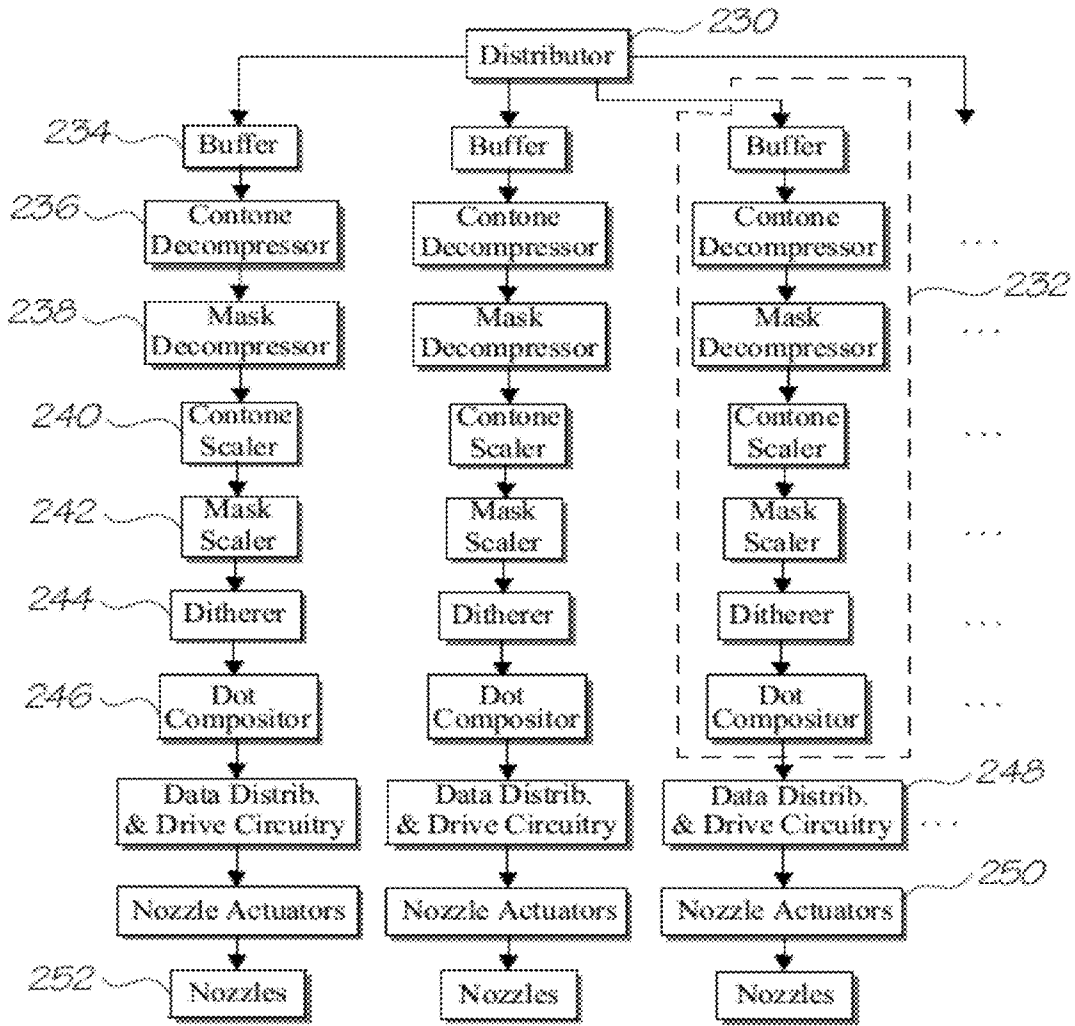 230
Distributor
234
Buffer
Buffer
Buffer
236
Contone
Decompressor
Contone
Decompressor
Contone
Decompressor
...
232
238
Mask
Decompressor
Mask
Decompressor
Mask
Decompressor
...
240
Contone
Scaler
Contone
Scaler
Contone
Scaler
...
242
Mask
Scaler
Mask
Scaler
Mask
Scaler
...
244
Ditherer
Ditherer
Ditherer
...
246
Dot
Compositor
Dot
Compositor
Dot
Compositor
...
248
Data Distrib.
& Drive Circuitry
Data Distrib.
& Drive Circuitry
Data Distrib.
& Drive Circuitry
...
250
Nozzle Actuators
Nozzle Actuators
Nozzle Actuators
252
Nozzles
Nozzles
Nozzles